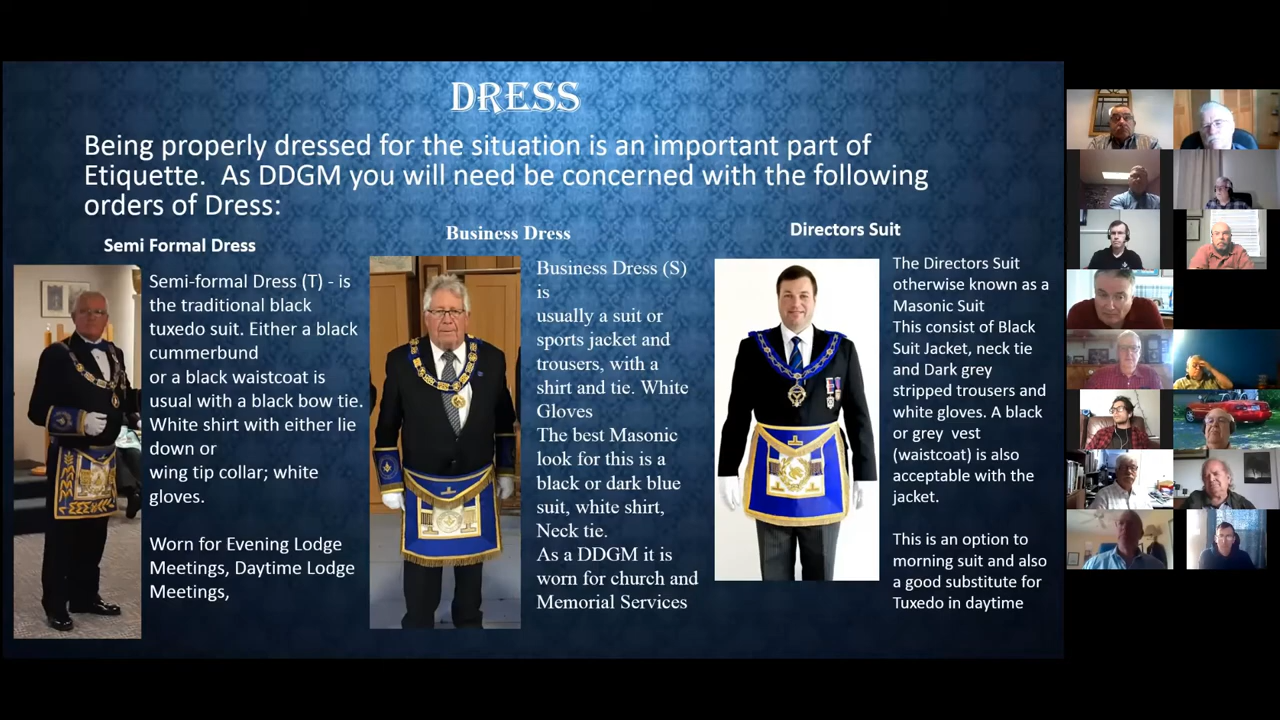 DRESS
Being properly dressed for the situation is an important part of
Etiquette. As DDGM you will need be concerned with the following
orders of Dress:
Semi Formal Dress
Semi-formal Dress (T) - is
the traditional black
tuxedo suit. Either a black
cummerbund
or a black waistcoat is
usual with a black bow tie.
White shirt with either lie
down or
wing tip collar; white
gloves.
Worn for Evening Lodge
Meetings, Daytime Lodge
Meetings,
Business Dress
Business Dress (S)
is
usually a suit or
sports jacket and
trousers, with a
shirt and tie. White
Gloves
The best Masonic
look for this is a
black or dark blue
suit, white shirt,
Neck tie.
As a DDGM it is
worn for church and
Memorial Services
Directors Suit
The Directors Suit
otherwise known as a
Masonic Suit
This consist of Black
Suit Jacket, neck tie
and Dark grey
stripped trousers and
white gloves. A black
or grey vest
(waistcoat) is also
acceptable with the
jacket.
This is an option to
morning suit and also
a good substitute for
Tuxedo in daytime